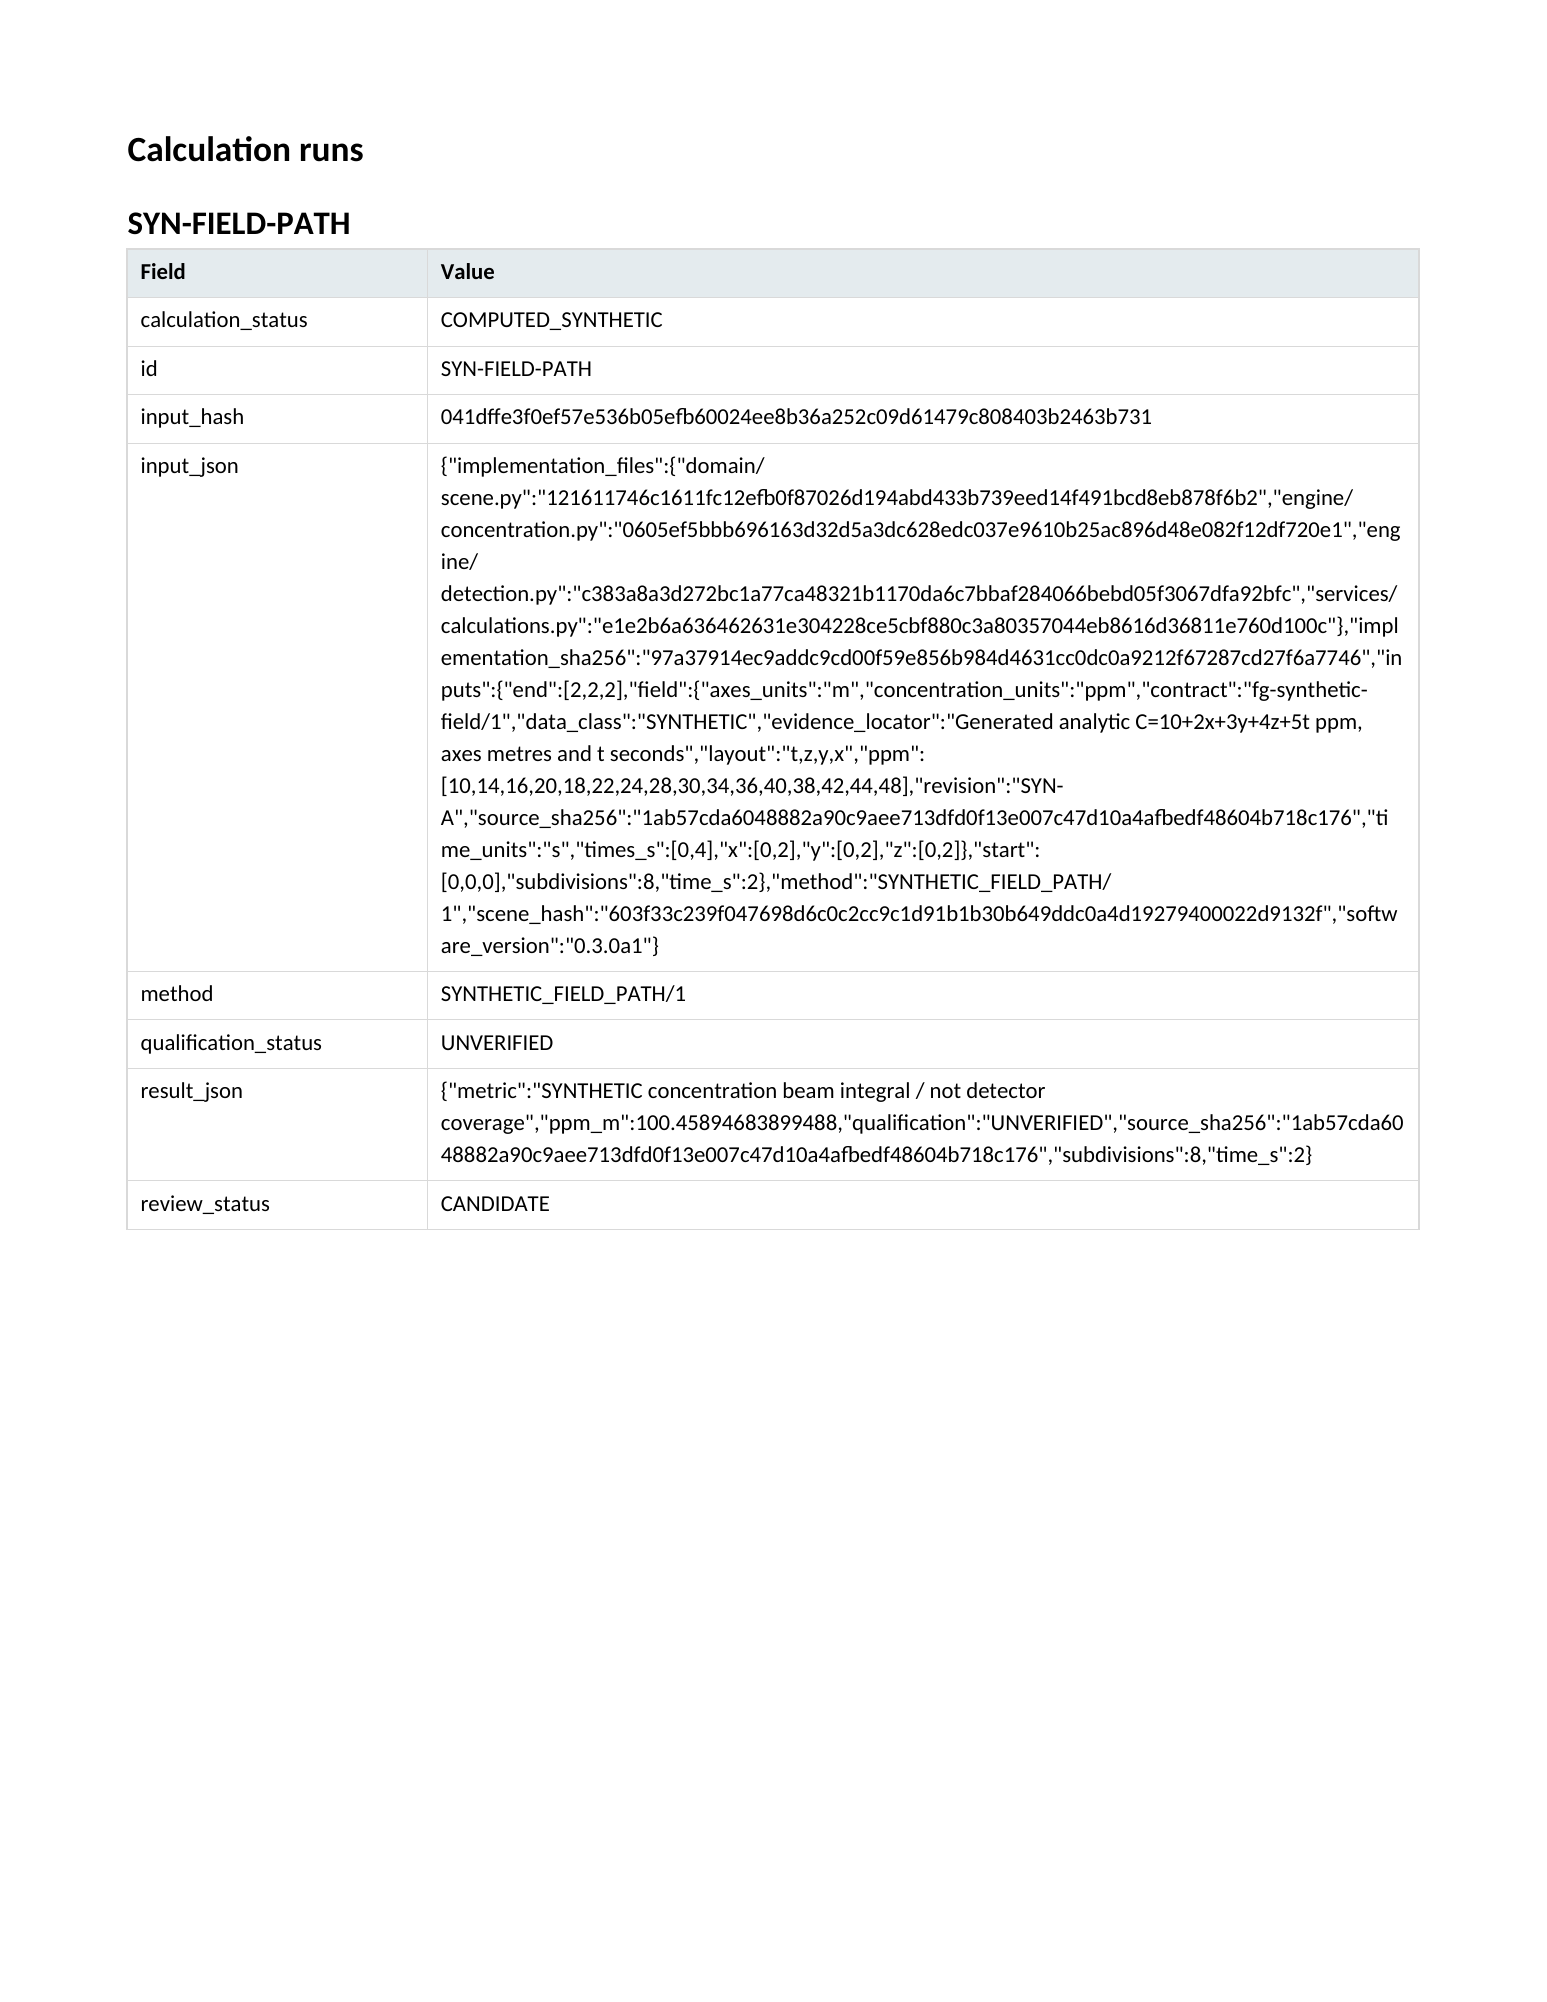 Calculation runs
SYN-FIELD-PATH
Field Value
calculation_status COMPUTED_SYNTHETIC
id SYN-FIELD-PATH
input_hash 041dffe3f0ef57e536b05efb60024ee8b36a252c09d61479c808403b2463b731
input_json {"implementation_files":{"domain/
scene.py":"121611746c1611fc12efb0f87026d194abd433b739eed14f491bcd8eb878f6b2","engine/
concentration.py":"0605ef5bbb696163d32d5a3dc628edc037e9610b25ac896d48e082f12df720e1","eng
ine/
detection.py":"c383a8a3d272bc1a77ca48321b1170da6c7bbaf284066bebd05f3067dfa92bfc","services/
calculations.py":"e1e2b6a636462631e304228ce5cbf880c3a80357044eb8616d36811e760d100c"},"impl
ementation_sha256":"97a37914ec9addc9cd00f59e856b984d4631cc0dc0a9212f67287cd27f6a7746","in
puts":{"end":[2,2,2],"field":{"axes_units":"m","concentration_units":"ppm","contract":"fg-synthetic-
field/1","data_class":"SYNTHETIC","evidence_locator":"Generated analytic C=10+2x+3y+4z+5t ppm,
axes metres and t seconds","layout":"t,z,y,x","ppm":
[10,14,16,20,18,22,24,28,30,34,36,40,38,42,44,48],"revision":"SYN-
A","source_sha256":"1ab57cda6048882a90c9aee713dfd0f13e007c47d10a4afbedf48604b718c176","ti
me_units":"s","times_s":[0,4],"x":[0,2],"y":[0,2],"z":[0,2]},"start":
[0,0,0],"subdivisions":8,"time_s":2},"method":"SYNTHETIC_FIELD_PATH/
1","scene_hash":"603f33c239f047698d6c0c2cc9c1d91b1b30b649ddc0a4d19279400022d9132f","softw
are_version":"0.3.0a1"}
method SYNTHETIC_FIELD_PATH/1
qualification_status UNVERIFIED
result_json {"metric":"SYNTHETIC concentration beam integral / not detector
coverage","ppm_m":100.45894683899488,"qualification":"UNVERIFIED","source_sha256":"1ab57cda60
48882a90c9aee713dfd0f13e007c47d10a4afbedf48604b718c176","subdivisions":8,"time_s":2}
review_status CANDIDATE